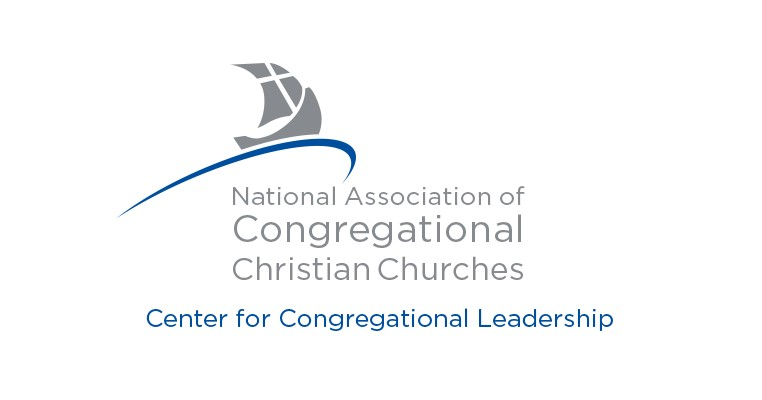 National Association of
Congregational
Christian Churches
Center for Congregational Leadership